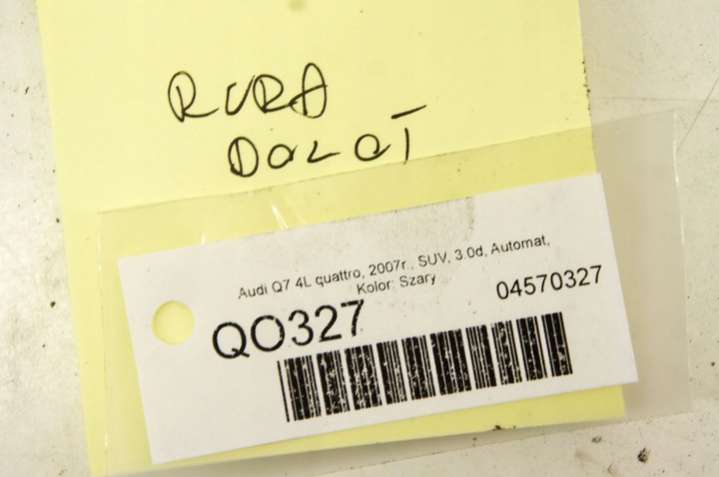 RURA
DOLOT
Audi Q7 4L quattro, 2007r., SUV, 3.0d, Automat,
Kolor: Szary
QO327
04570327